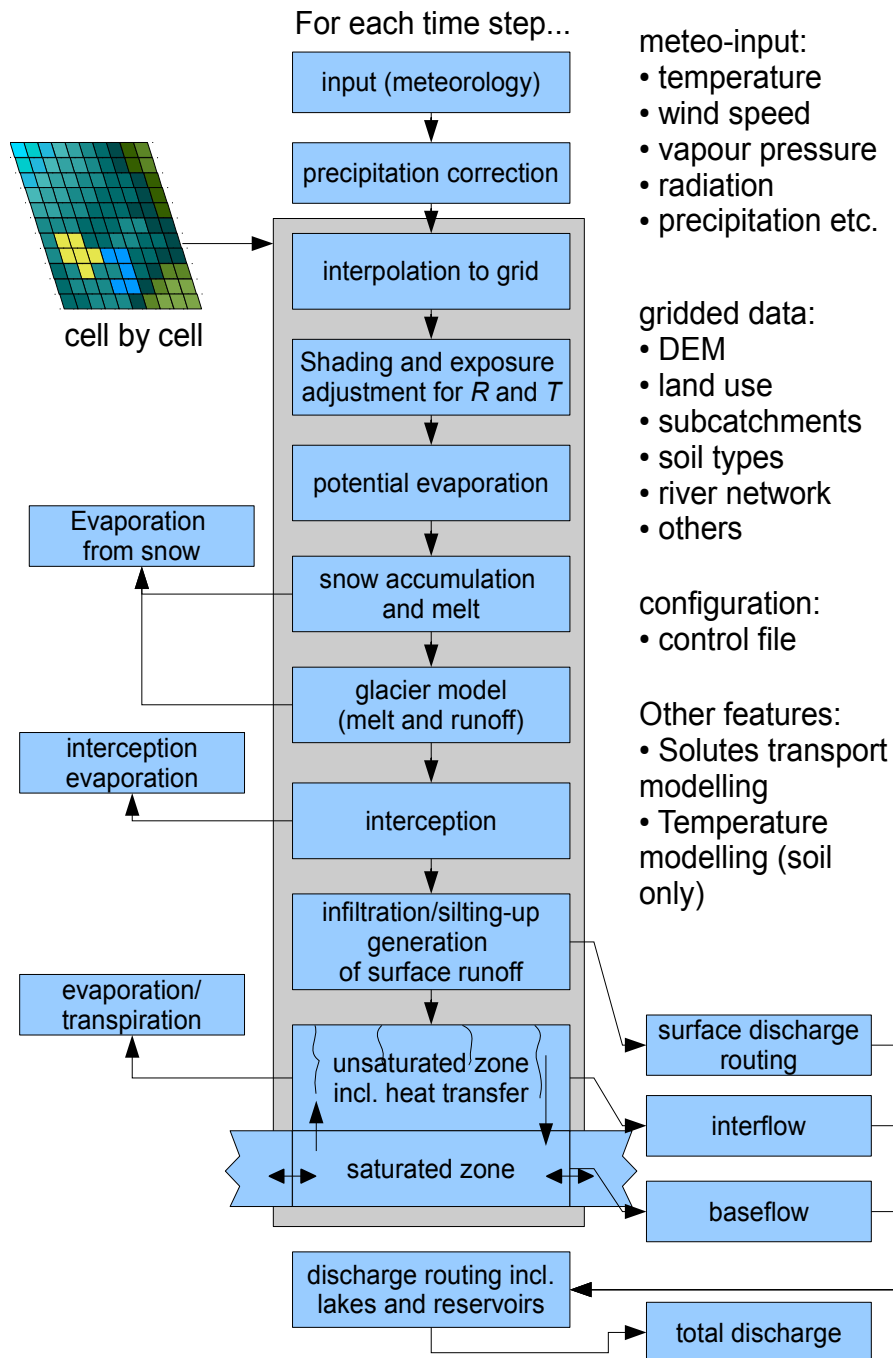 For each time step...
input (meteorology)
precipitation correction
cell by cell
interpolation to grid
Shading and exposure
adjustment for R and T
potential evaporation
Evaporation
from snow
snow accumulation
and melt
glacier model
(melt and runoff)
interception
evaporation
interception
infiltration/silting-up
generation
of surface runoff
evaporation/
transpiration
unsaturated zone
incl. heat transfer
saturated zone
surface discharge
routing
interflow
baseflow
discharge routing incl.
lakes and reservoirs
total discharge
meteo-input:
• temperature
• wind speed
• vapour pressure
• radiation
• precipitation etc.
gridded data:
• DEM
• land use
• subcatchments
• soil types
• river network
• others
configuration:
• control file
Other features:
• Solutes transport
modelling
• Temperature
modelling (soil
only)